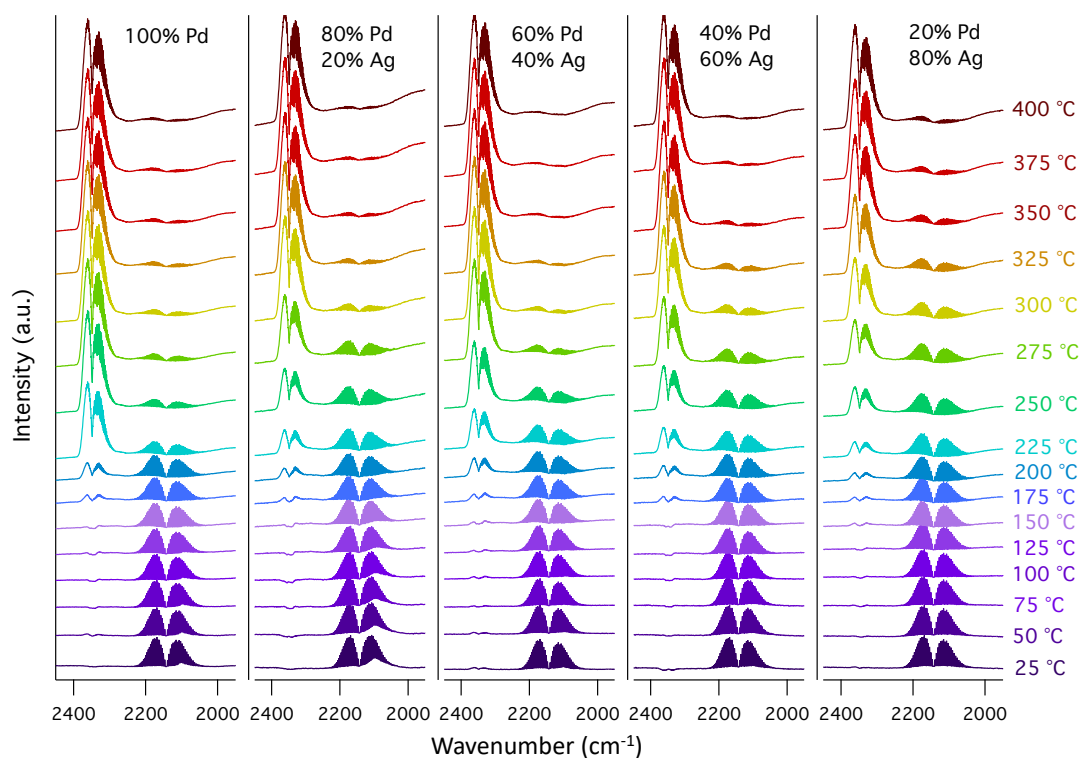 100% Pd
80% Pd
20% Ag
60% Pd
40% Ag
40% Pd
60% Ag
20% Pd
80% Ag
400 °C
375 °C
350 °C
325 °C
300 °C
275 °C
250 °C
225 °C
200 °C
175 °C
150 °C
125 °C
100 °C
75 °C
50 °C
25 °C
Intensity (a.u.)
2400 2200 2000
2400 2200 2000
2400 2200 2000
2400 2200 2000
2400 2200 2000
Wavenumber (cm⁻¹)